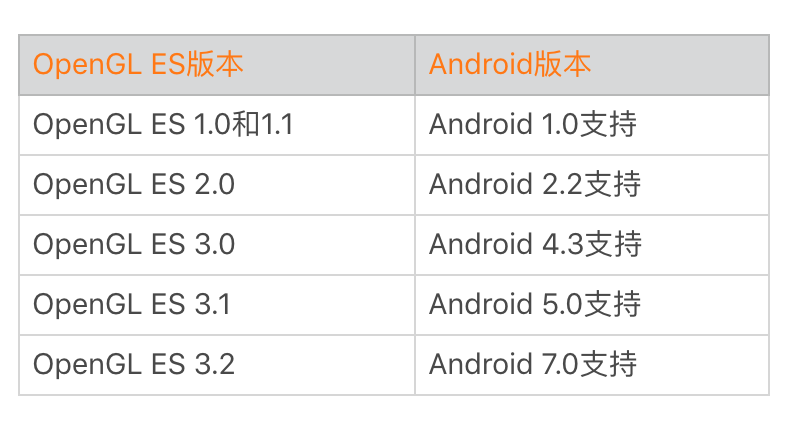 OpenGL ES版本 Android版本
OpenGL ES 1.0和1.1 Android 1.0支持
OpenGL ES 2.0 Android 2.2支持
OpenGL ES 3.0 Android 4.3支持
OpenGL ES 3.1 Android 5.0支持
OpenGL ES 3.2 Android 7.0支持